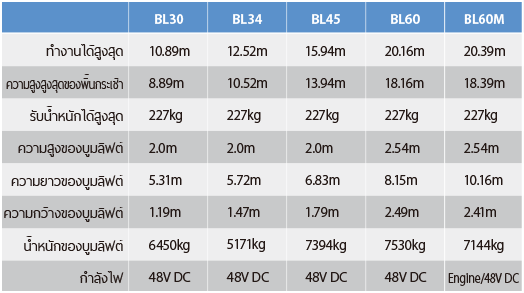 BL30 BL34 BL45 BL60 BL60M
ทำงานได้สูงสุด 10.89m 12.52m 15.94m 20.16m 20.39m
ความสูงสูงสุดของพื้นกระเช้า 8.89m 10.52m 13.94m 18.16m 18.39m
รับน้ำหนักได้สูงสุด 227kg 227kg 227kg 227kg 227kg
ความสูงของบูมลิฟต์ 2.0m 2.0m 2.0m 2.54m 2.54m
ความยาวของบูมลิฟต์ 5.31m 5.72m 6.83m 8.15m 10.16m
ความกว้างของบูมลิฟต์ 1.19m 1.47m 1.79m 2.49m 2.41m
น้ำหนักของบูมลิฟต์ 6450kg 5171kg 7394kg 7530kg 7144kg
กำลังไฟ 48V DC 48V DC 48V DC 48V DC Engine/48V DC